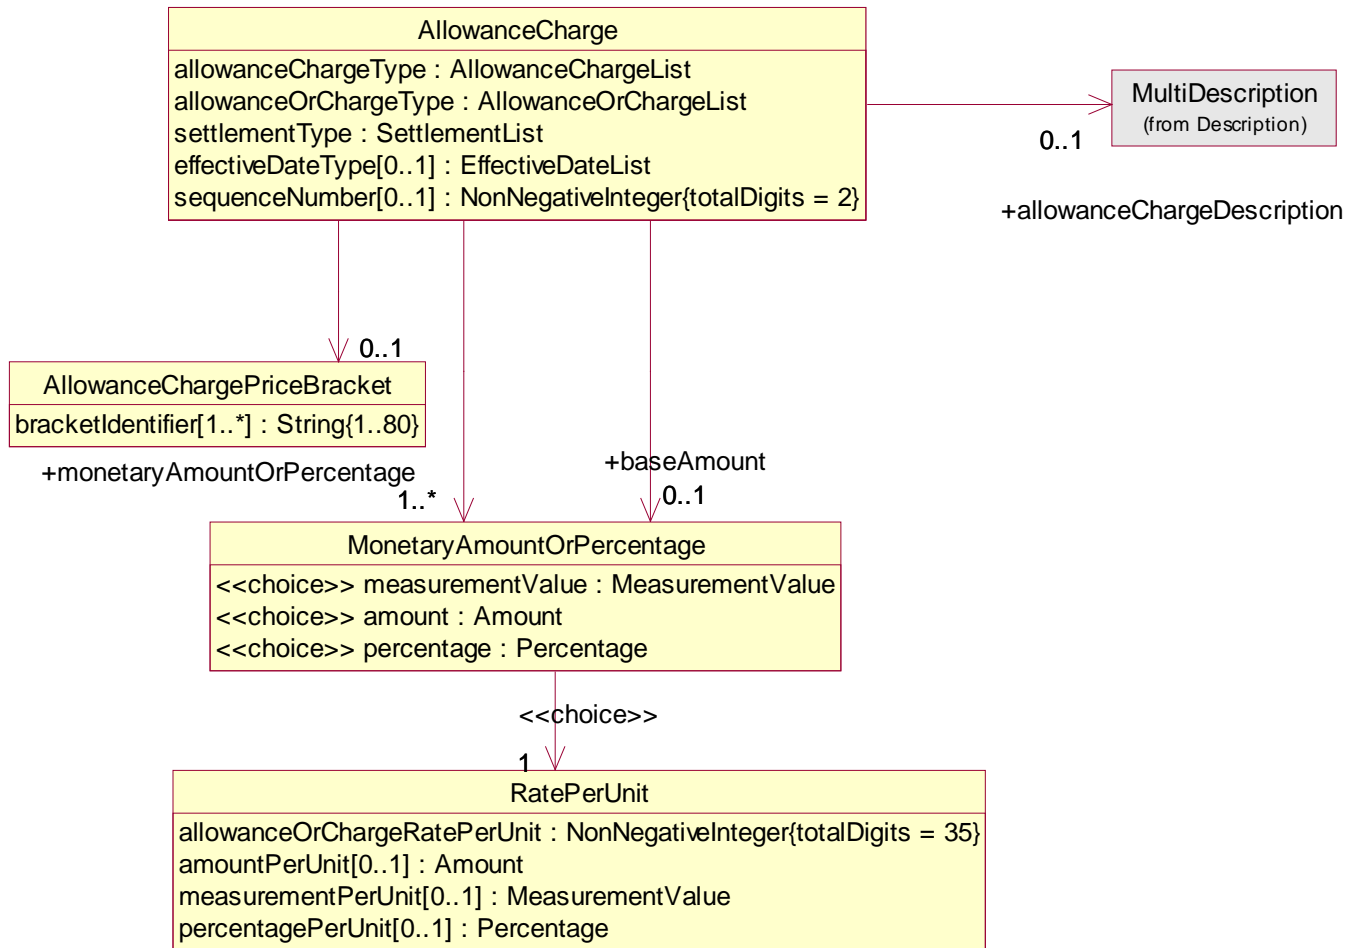 AllowanceCharge
allowanceChargeType : AllowanceChargeList
allowanceOrChargeType : AllowanceOrChargeList
settlementType : SettlementList
effectiveDateType[0..1] : EffectiveDateList
sequenceNumber[0..1] : NonNegativeInteger{totalDigits = 2}
MultiDescription
(from Description)
0..1
+allowanceChargeDescription
0..1
AllowanceChargePriceBracket
bracketIdentifier[1..*] : String{1..80}
+monetaryAmountOrPercentage
1..*
+baseAmount
0..1
MonetaryAmountOrPercentage
<<choice>> measurementValue : MeasurementValue
<<choice>> amount : Amount
<<choice>> percentage : Percentage
<<choice>>
1
RatePerUnit
allowanceOrChargeRatePerUnit : NonNegativeInteger{totalDigits = 35}
amountPerUnit[0..1] : Amount
measurementPerUnit[0..1] : MeasurementValue
percentagePerUnit[0..1] : Percentage